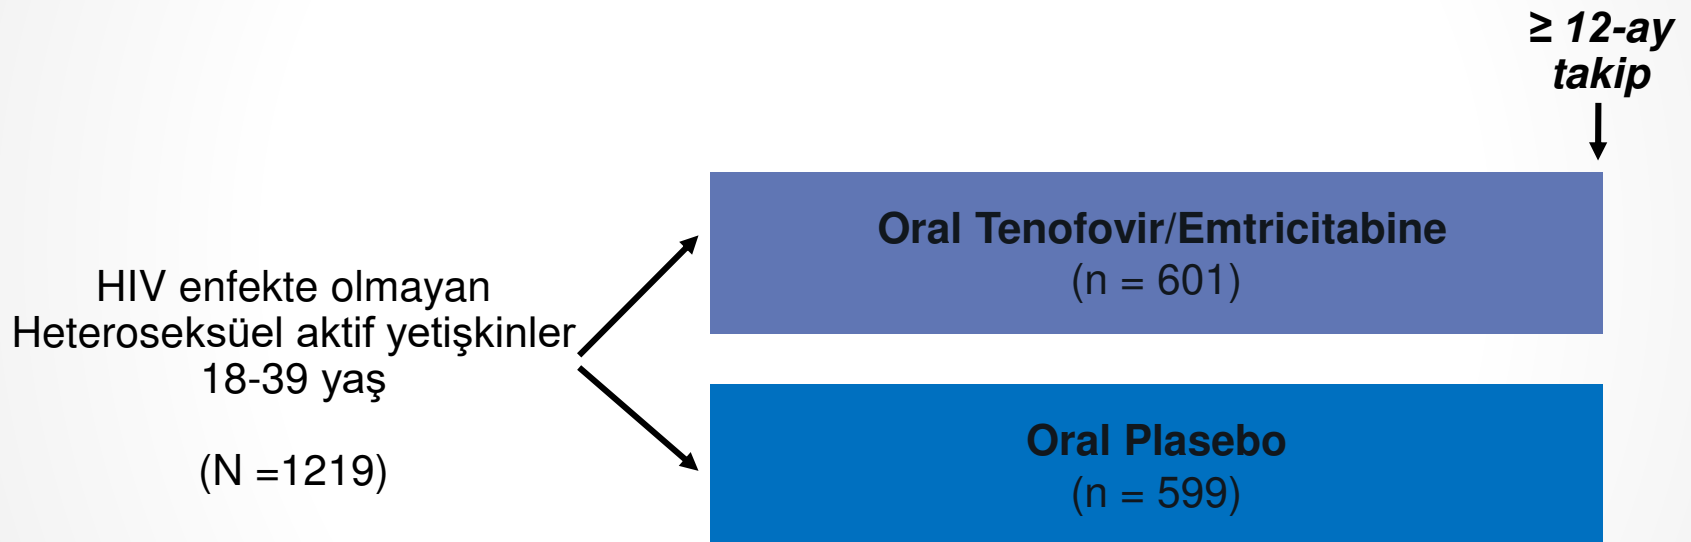 ≥ 12-ay
takip
HIV enfekte olmayan
Heteroseksüel aktif yetişkinler
18-39 yaş
(N =1219)
Oral Tenofovir/Emtricitabine
(n = 601)
Oral Plasebo
(n = 599)